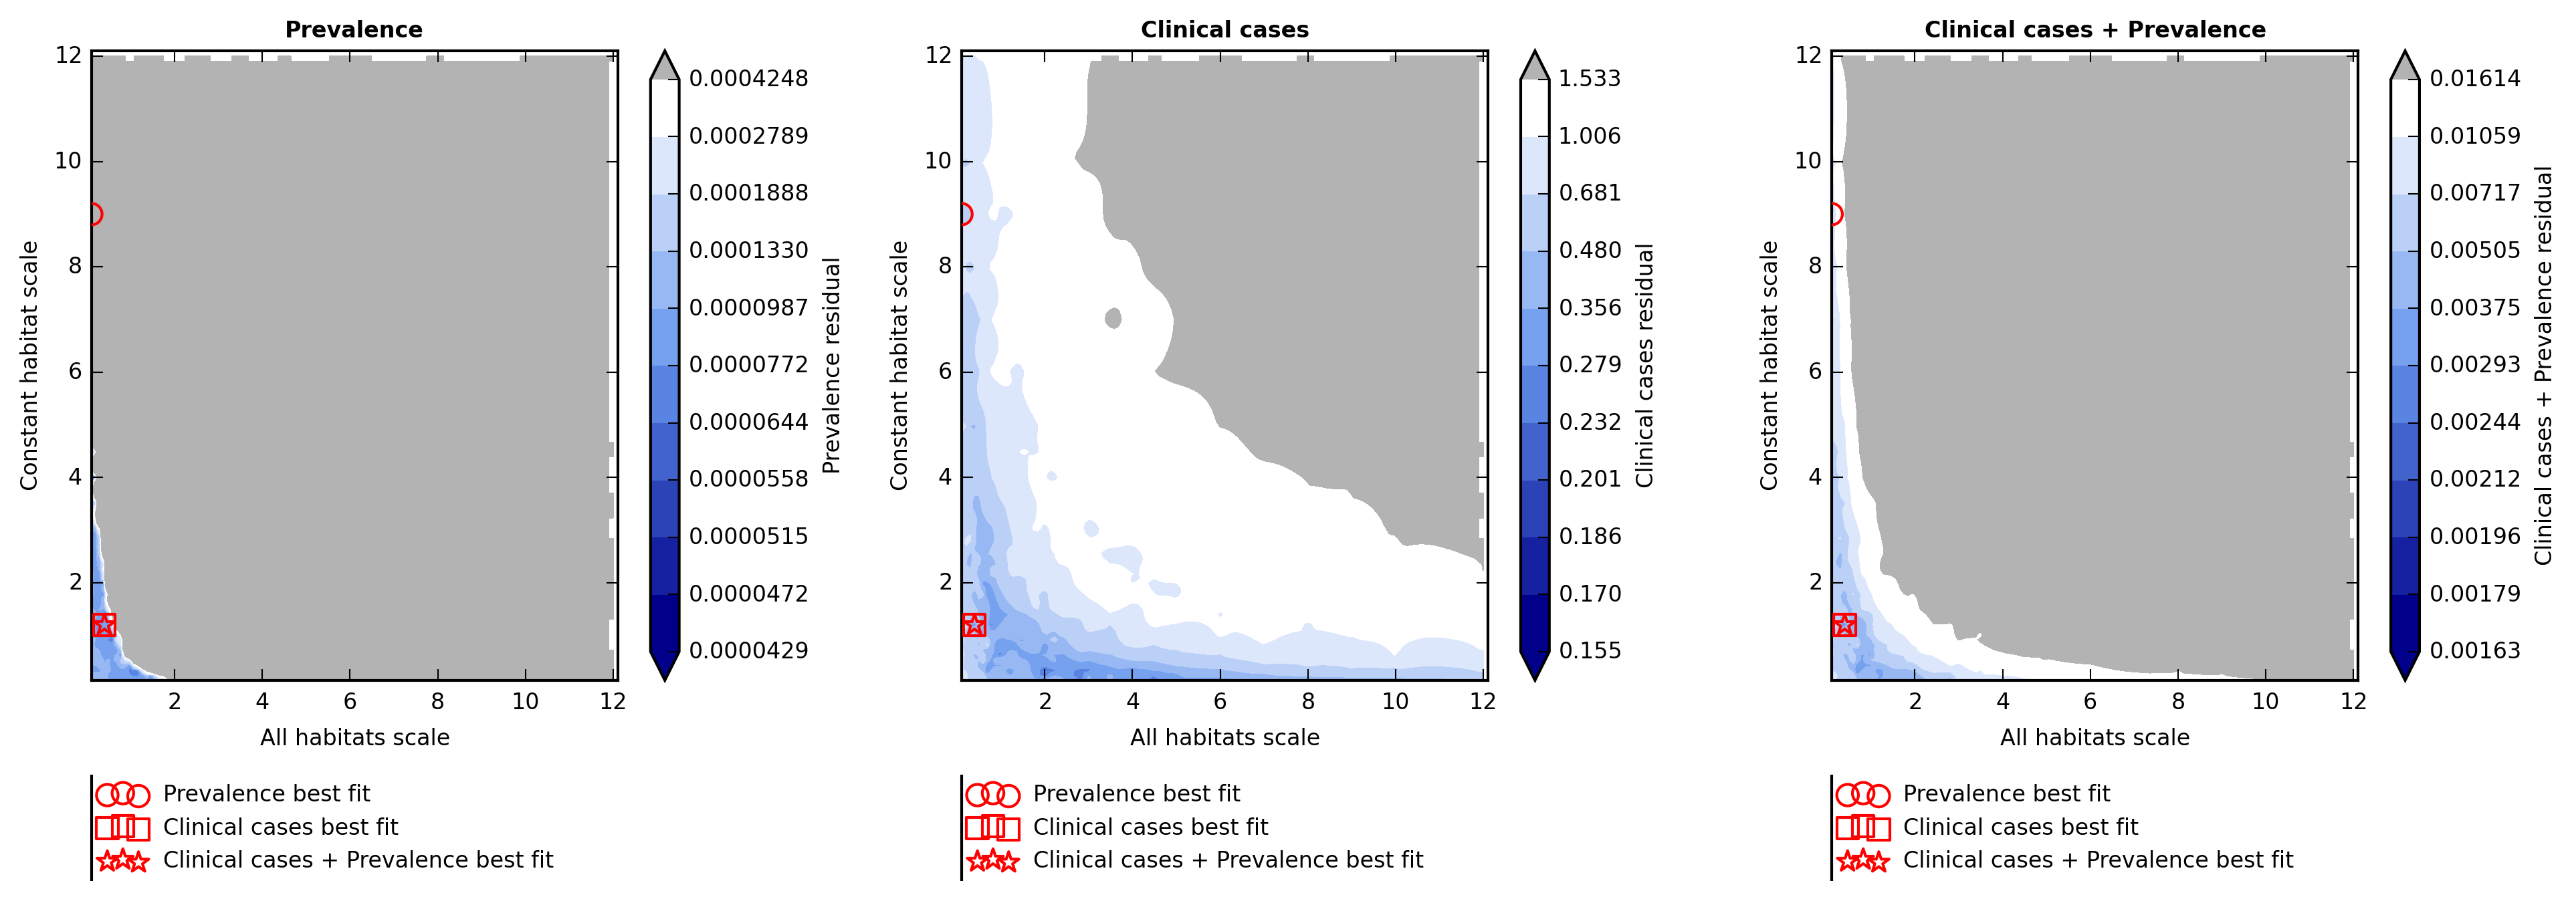 Prevalence
12
10
8
6
4
2
2 4 6 8 10 12
Constant habitat scale
All habitats scale
0.0004248
0.0002789
0.0001888
0.0001330
0.0000987
0.0000772
0.0000644
0.0000558
0.0000515
0.0000472
0.0000429
Prevalence residual
Prevalence best fit
Clinical cases best fit
Clinical cases + Prevalence best fit
Clinical cases
12
10
8
6
4
2
2 4 6 8 10 12
Constant habitat scale
All habitats scale
1.533
1.006
0.681
0.480
0.356
0.279
0.232
0.201
0.186
0.170
0.155
Clinical cases residual
Prevalence best fit
Clinical cases best fit
Clinical cases + Prevalence best fit
Clinical cases + Prevalence
12
10
8
6
4
2
2 4 6 8 10 12
Constant habitat scale
All habitats scale
0.01614
0.01059
0.00717
0.00505
0.00375
0.00293
0.00244
0.00212
0.00196
0.00179
0.00163
Clinical cases + Prevalence residual
Prevalence best fit
Clinical cases best fit
Clinical cases + Prevalence best fit